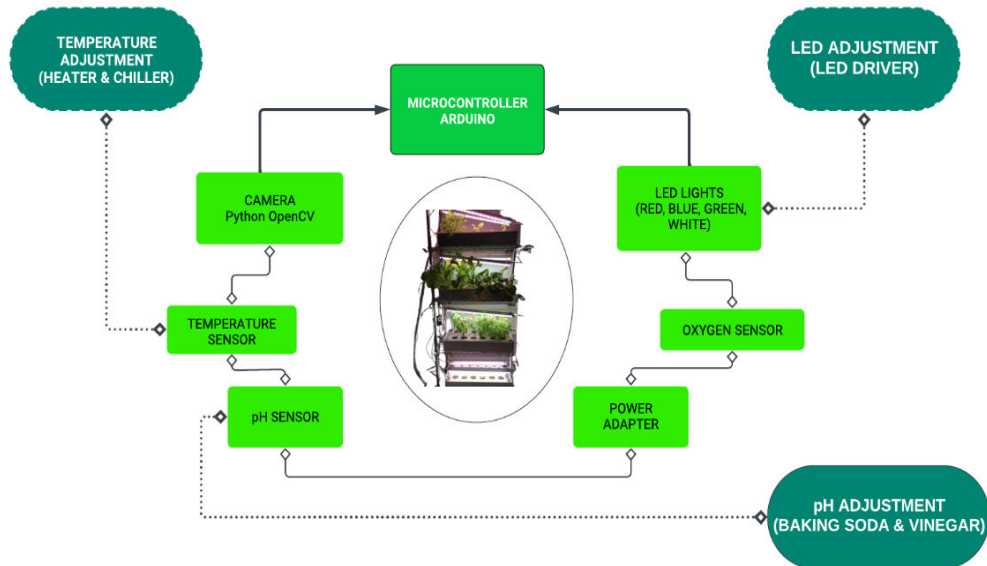 TEMPERATURE
ADJUSTMENT
(HEATER & CHILLER)
LED ADJUSTMENT
(LED DRIVER)
MICROCONTROLLER
ARDUINO
CAMERA
Python OpenCV
LED LIGHTS
(RED, BLUE, GREEN,
WHITE)
TEMPERATURE
SENSOR
OXYGEN SENSOR
pH SENSOR
POWER
ADAPTER
pH ADJUSTMENT
(BAKING SODA & VINEGAR)